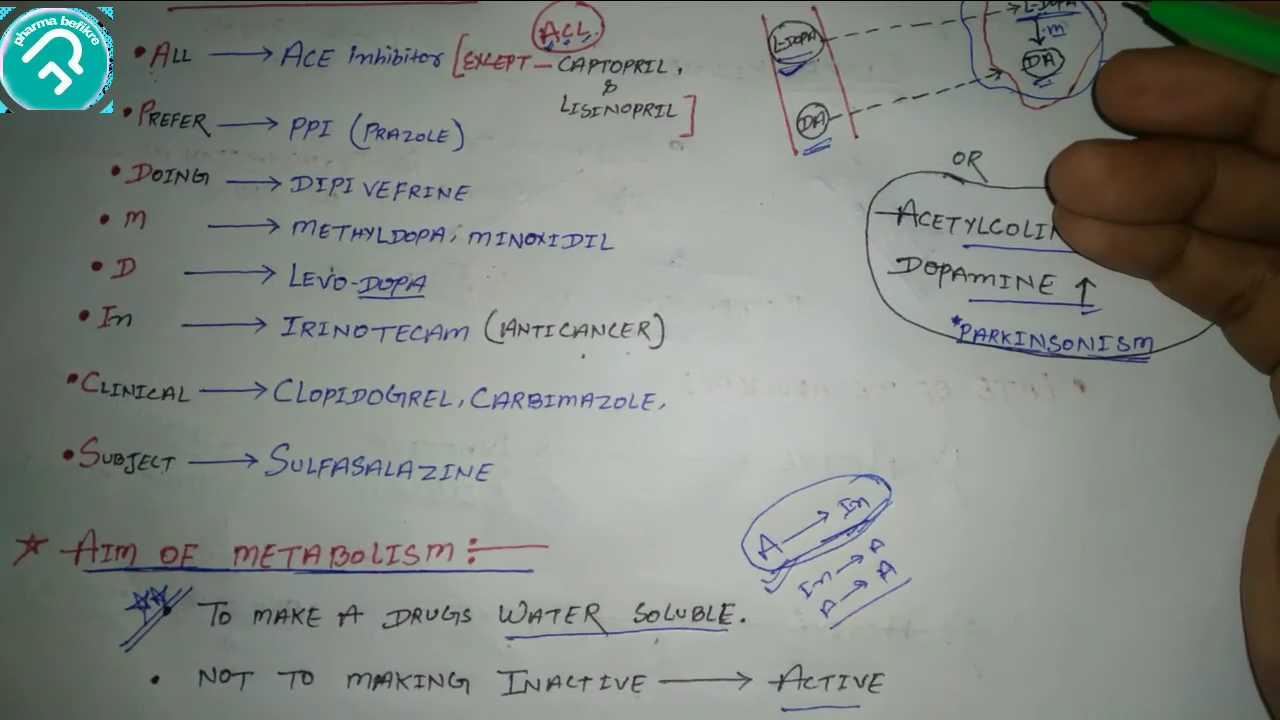 pharma befikre
ACL
• ALL → ACE inhibitor [EXCEPT - CAPTOPRIL,
&
LISINOPRIL]
• PREFER → PPI (PRAZOLE)
• DOING → DIPIVEFRINE
• M → METHYLDOPA, MINOXIDIL
• D → LEVO-DOPA
• In → IRINOTECAM (ANTICANCER)
• CLINICAL → CLOPIDOGREL, CARBIMAZOLE,
• SUBJECT → SULFASALAZINE
L-DOPA
DA
L-DOPA
M
DA
OR
ACETYLCOLIN
DOPAMINE ↑
*PARKINSONISM
★ AIM OF METABOLISM:-
A → In
In → A
A → A
• TO MAKE A DRUGS WATER SOLUBLE.
• NOT TO MAKING INACTIVE → ACTIVE